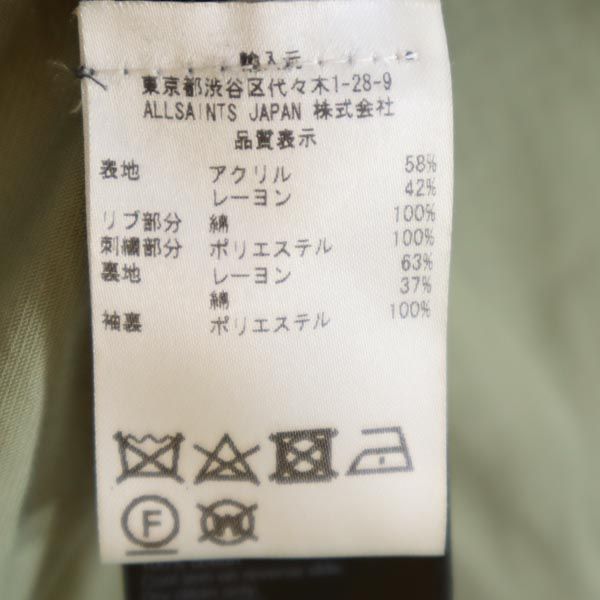 輸入元
東京都渋谷区代々木1-28-9
ALLSAINTS JAPAN 株式会社
品質表示
表地 アクリル 58%
レーヨン 42%
リブ部分 綿 100%
刺繍部分 ポリエステル 100%
裏地 レーヨン 63%
綿 37%
袖裏 ポリエステル 100%
F W